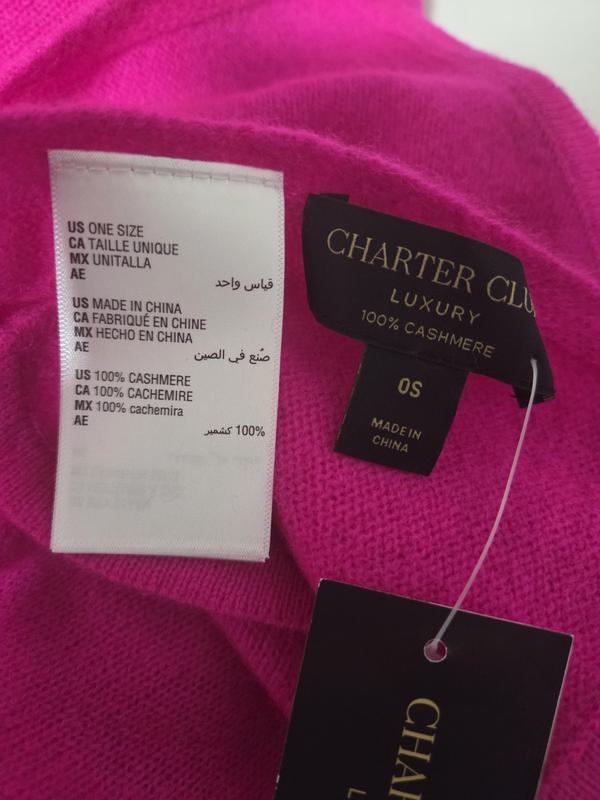 US ONE SIZE
CA TAILLE UNIQUE
MX UNITALLA
AE
قياس واحد
US MADE IN CHINA
CA FABRIQUÉ EN CHINE
MX HECHO EN CHINA
AE
صُنع في الصين
US 100% CASHMERE
CA 100% CACHEMIRE
MX 100% cachemira
AE
100% كشمير
CHARTER CLU
LUXURY
100% CASHMERE
OS
MADE IN
CHINA
CHAR
L